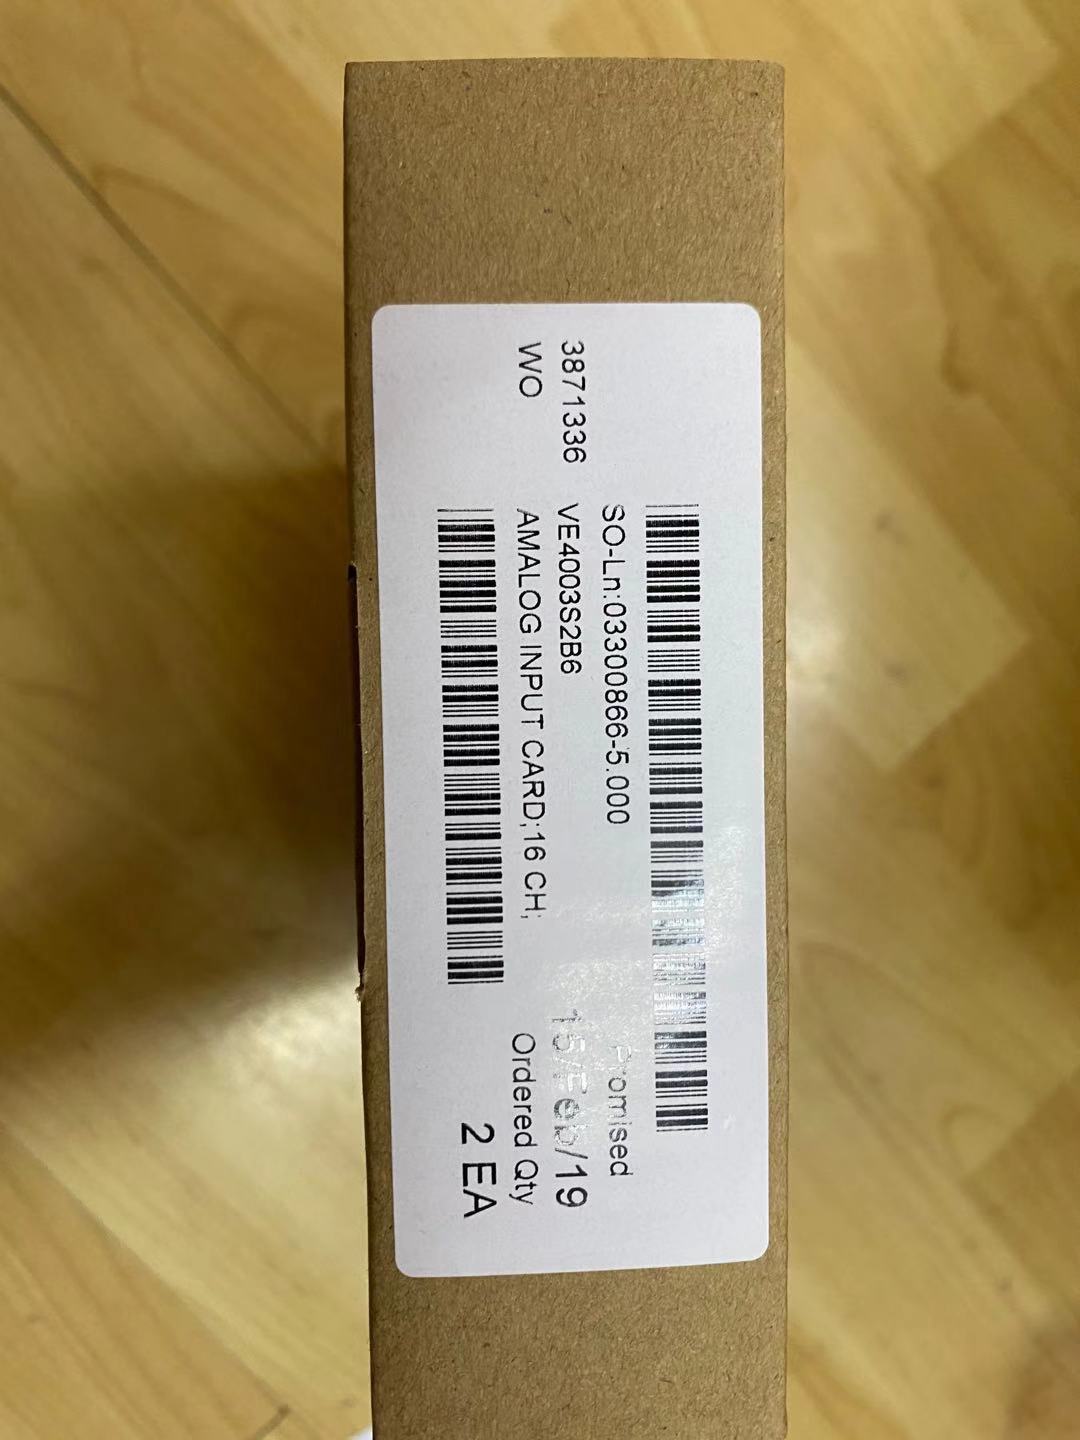 SO-Ln:03300866-5.000
Promised
3871336
VE4003S2B6
15/Feb/19
WO
AMALOG INPUT CARD;16 CH;
Ordered Qty
2 EA